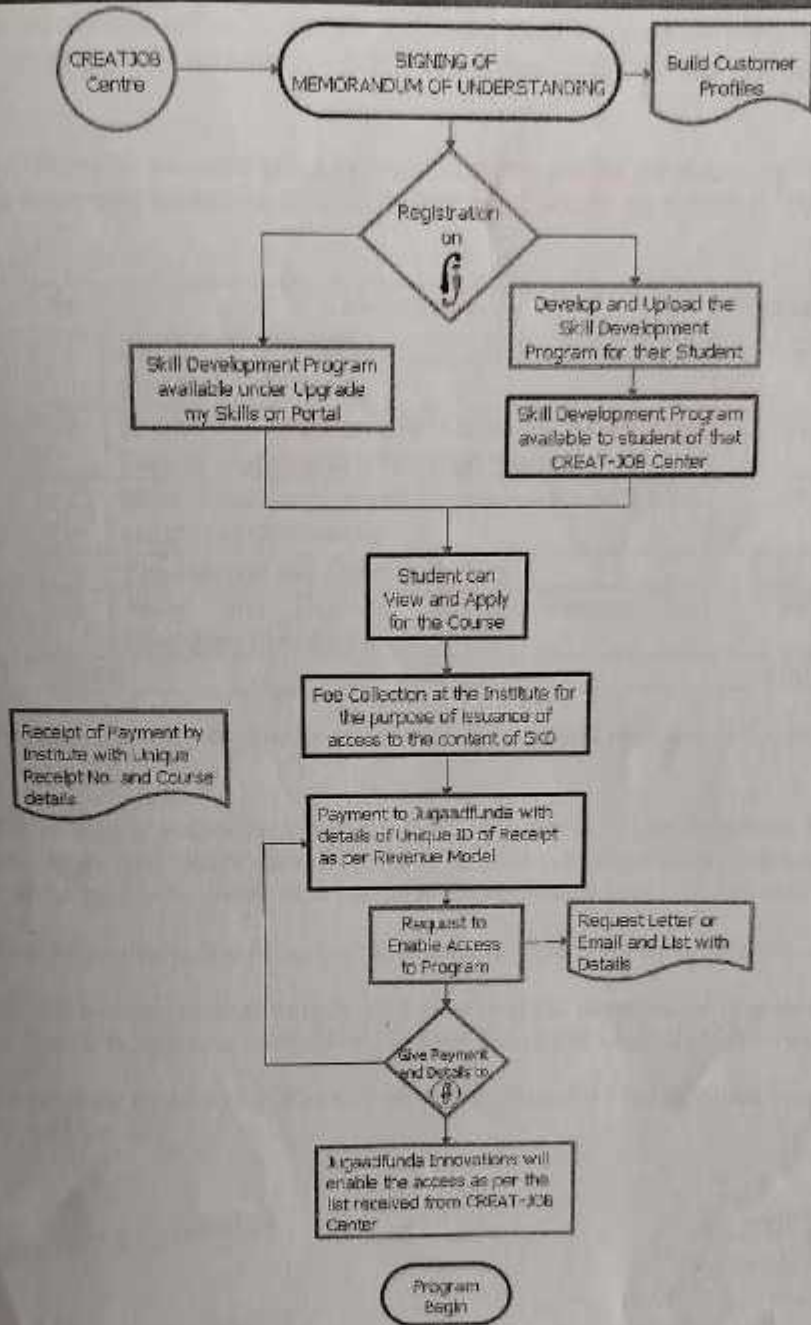 CREATJOB
Centre
SIGNING OF
MEMORANDUM OF UNDERSTANDING
Build Customer
Profiles
Registration
on
Develop and Upload the
Skill Development
Program for their Student
Skill Development Program
available under Upgrade
my Skills on Portal
Skill Development Program
available to student of that
CREAT-JOB Center
Student can
View and Apply
for the Course
Fee Collection at the Institute for
the purpose of issuance of
access to the content of
Receipt of Payment by
Institute with Unique
Receipt No. and Course
details
Payment to Jugaadfunda with
details of Unique ID of Receipt
as per Revenue Model
Request to
Enable Access
to Program
Request Letter or
Email and List with
Details
Give Payment
and Details to
Jugaadfunda Innovations will
enable the access as per the
list received from CREAT-JOB
Center
Program
Begin